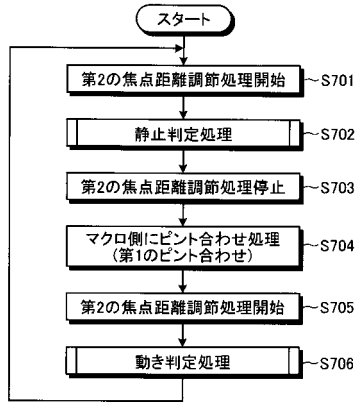 スタート
第2の焦点距離調節処理開始 S701
静止判定処理 S702
第2の焦点距離調節処理停止 S703
マクロ側にピント合わせ処理
(第1のピント合わせ) S704
第2の焦点距離調節処理開始 S705
動き判定処理 S706